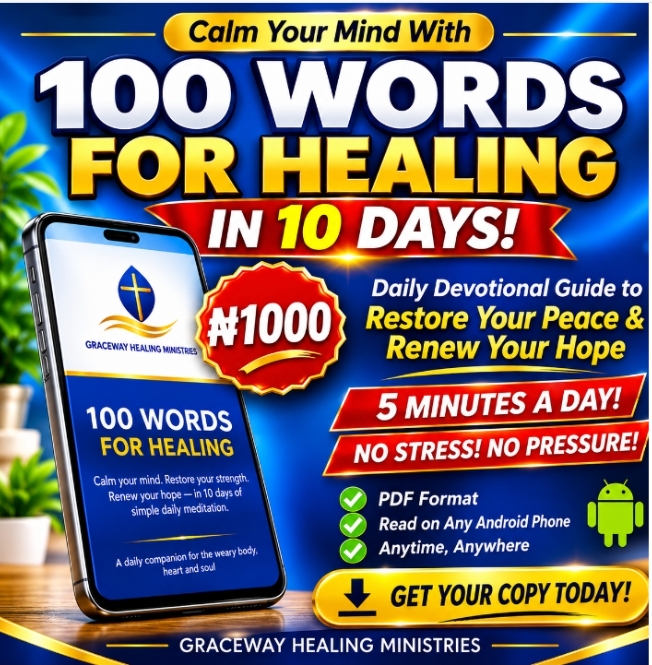 Calm Your Mind With
100 WORDS
FOR HEALING
IN 10 DAYS!
GRACEWAY HEALING MINISTRIES
100 WORDS
FOR HEALING
Calm your mind. Restore your strength.
Renew your hope — in 10 days of
simple daily meditation.
A daily companion for the weary body,
heart and soul
₦1000
Daily Devotional Guide to
Restore Your Peace &
Renew Your Hope
5 MINUTES A DAY!
NO STRESS! NO PRESSURE!
PDF Format
Read on Any Android Phone
Anytime, Anywhere
GET YOUR COPY TODAY!
GRACEWAY HEALING MINISTRIES